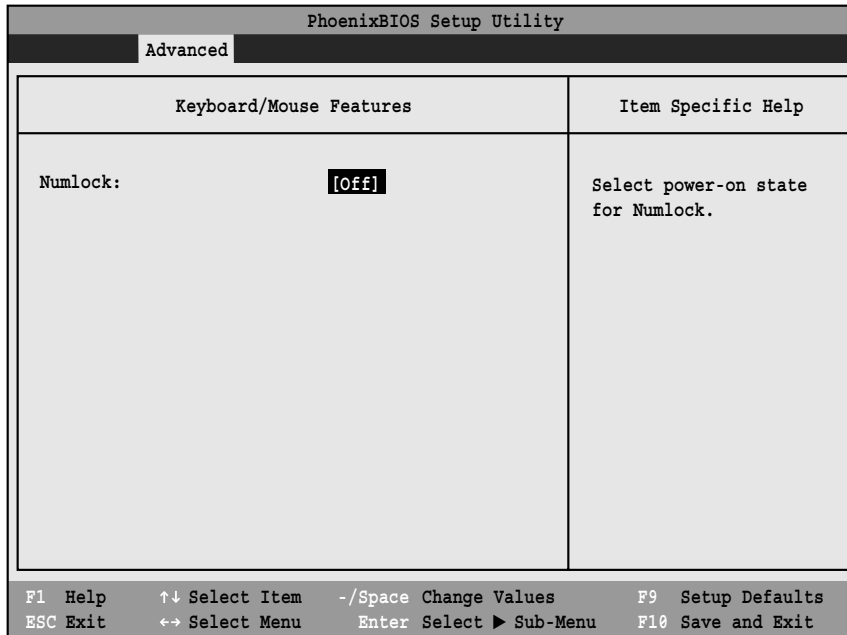 PhoenixBIOS Setup Utility
Advanced
Keyboard/Mouse Features
Item Specific Help
Numlock: [Off]
Select power-on state
for Numlock.
F1 Help ↑↓ Select Item -/Space Change Values F9 Setup Defaults
ESC Exit ←→ Select Menu Enter Select ▶ Sub-Menu F10 Save and Exit